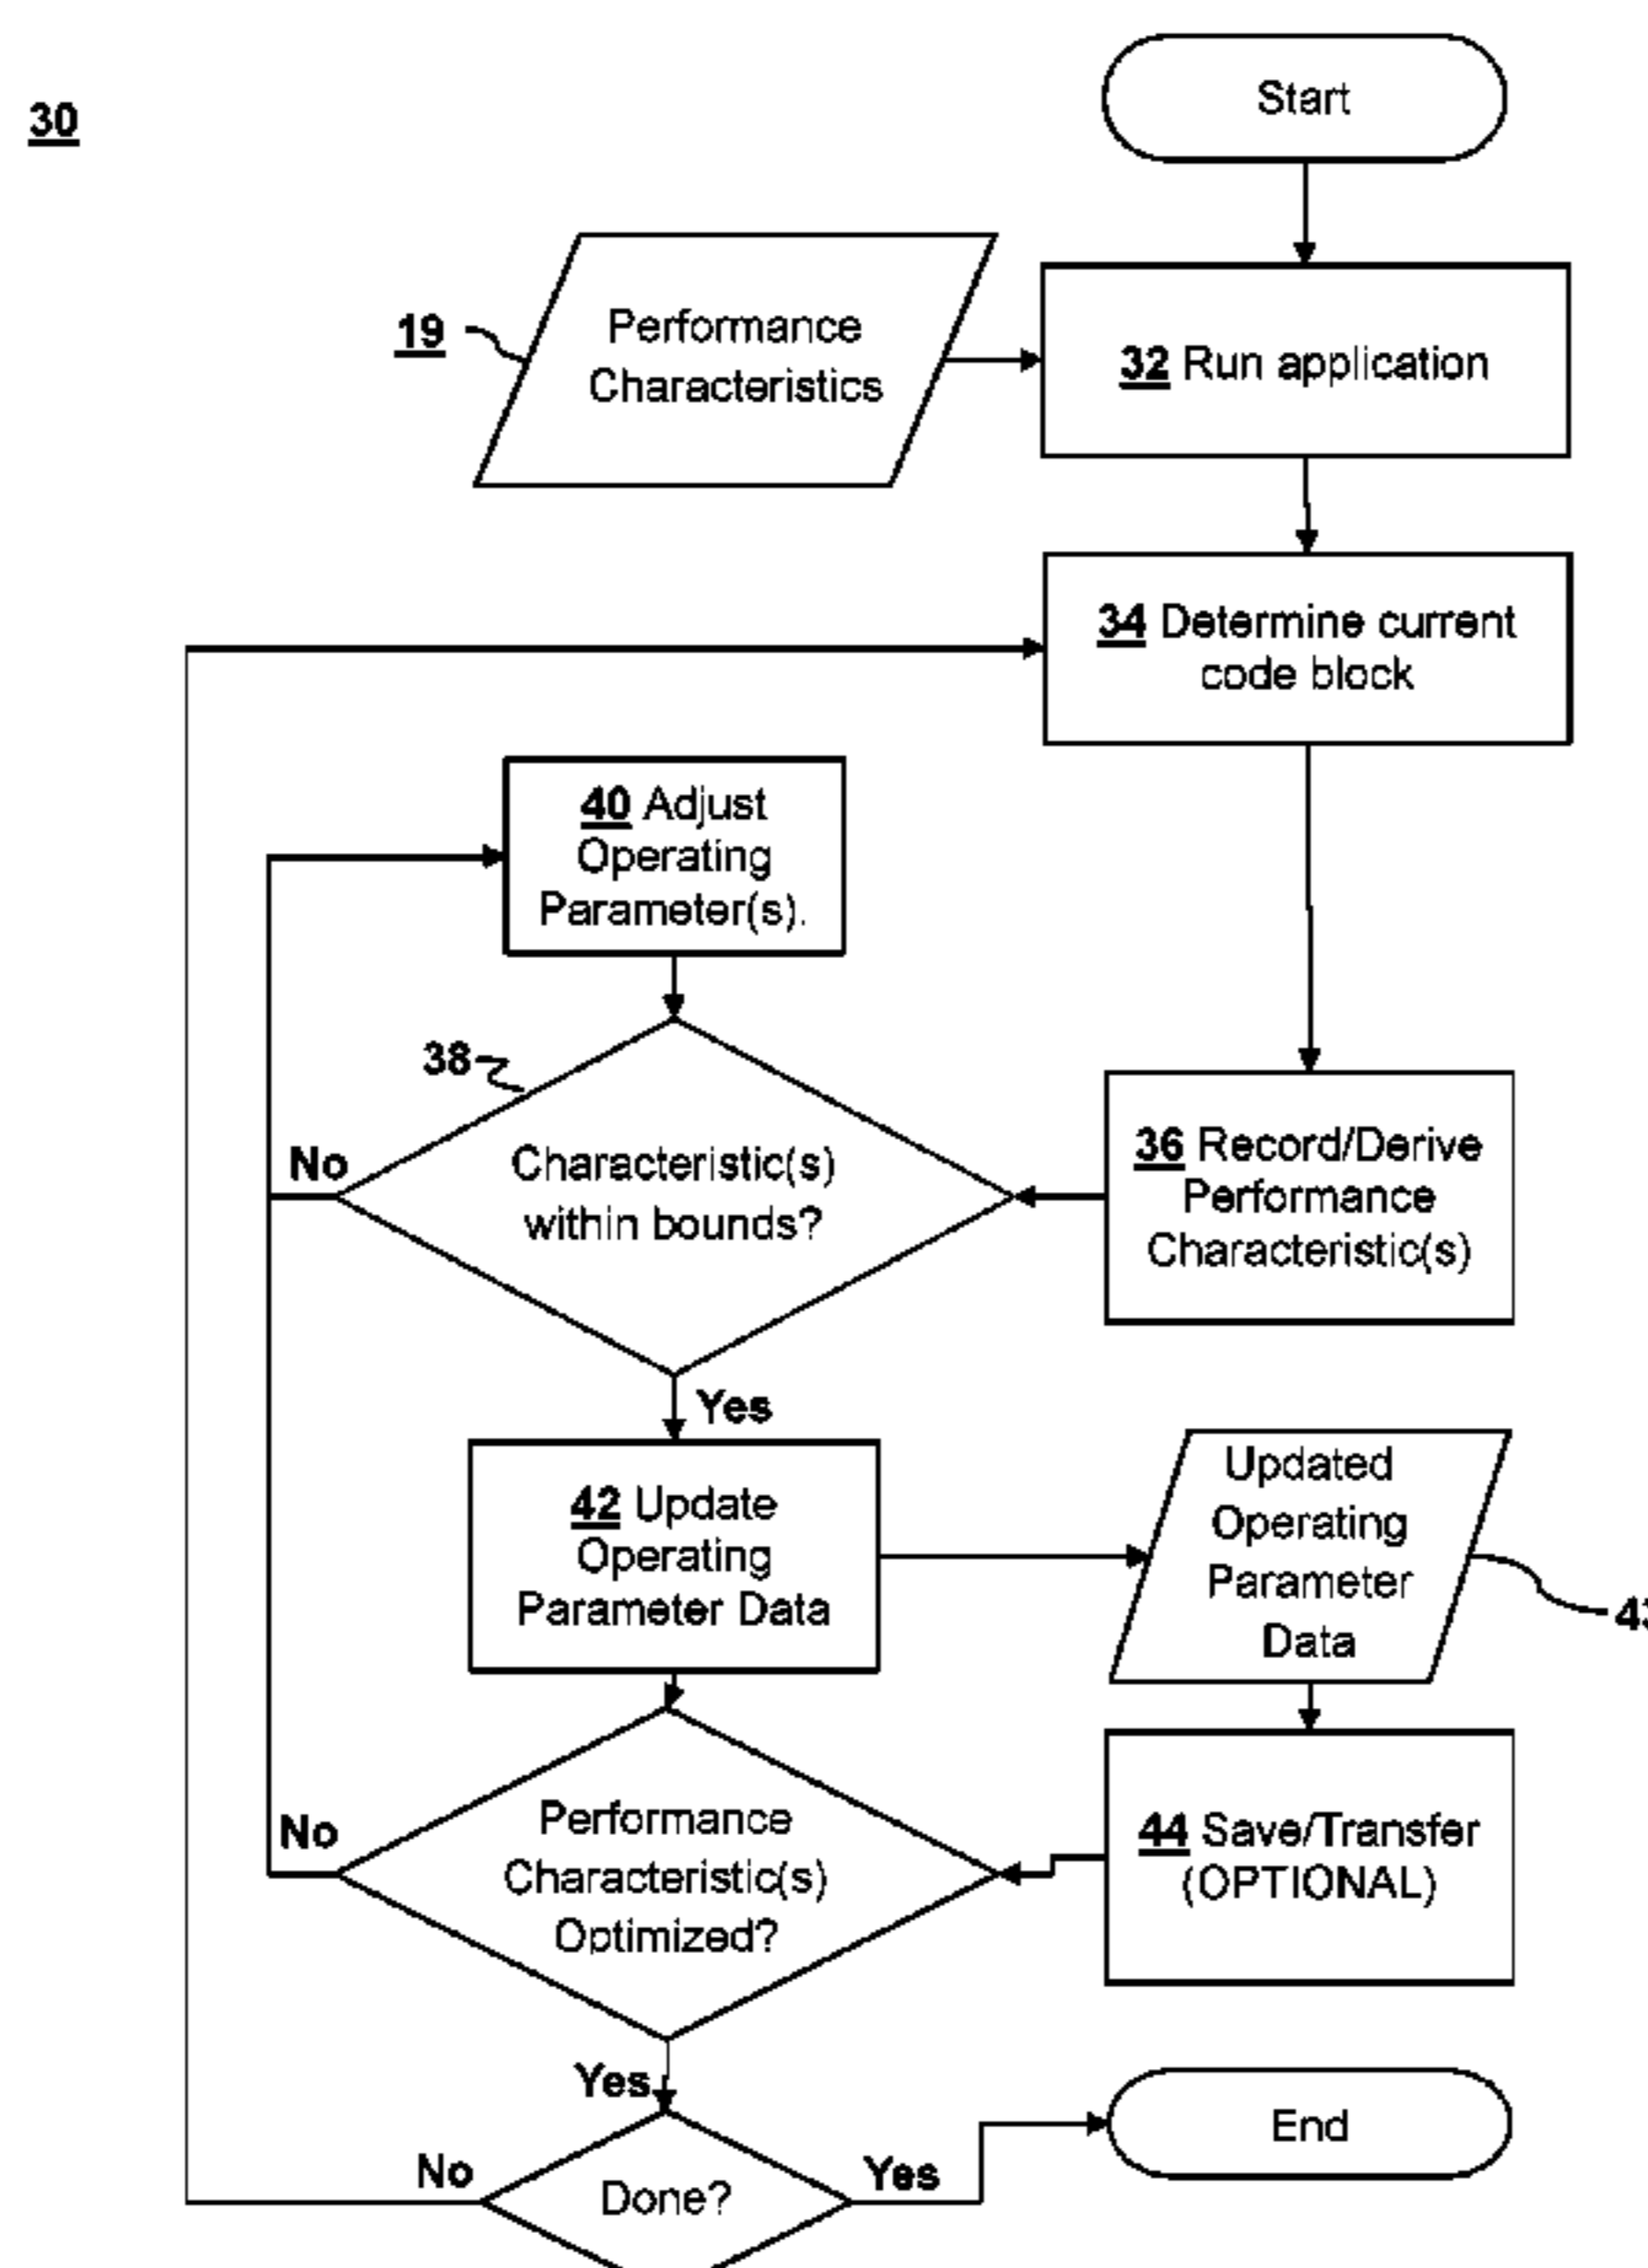 30
Start
Performance
Characteristics
19
32 Run application
34 Determine current
code block
40 Adjust
Operating
Parameter(s).
38
No
Characteristic(s)
within bounds?
36 Record/Derive
Performance
Characteristic(s)
Yes
42 Update
Operating
Parameter Data
Updated
Operating
Parameter
Data
No
Performance
Characteristic(s)
Optimized?
44 Save/Transfer
(OPTIONAL)
Yes
No
Done?
Yes
End